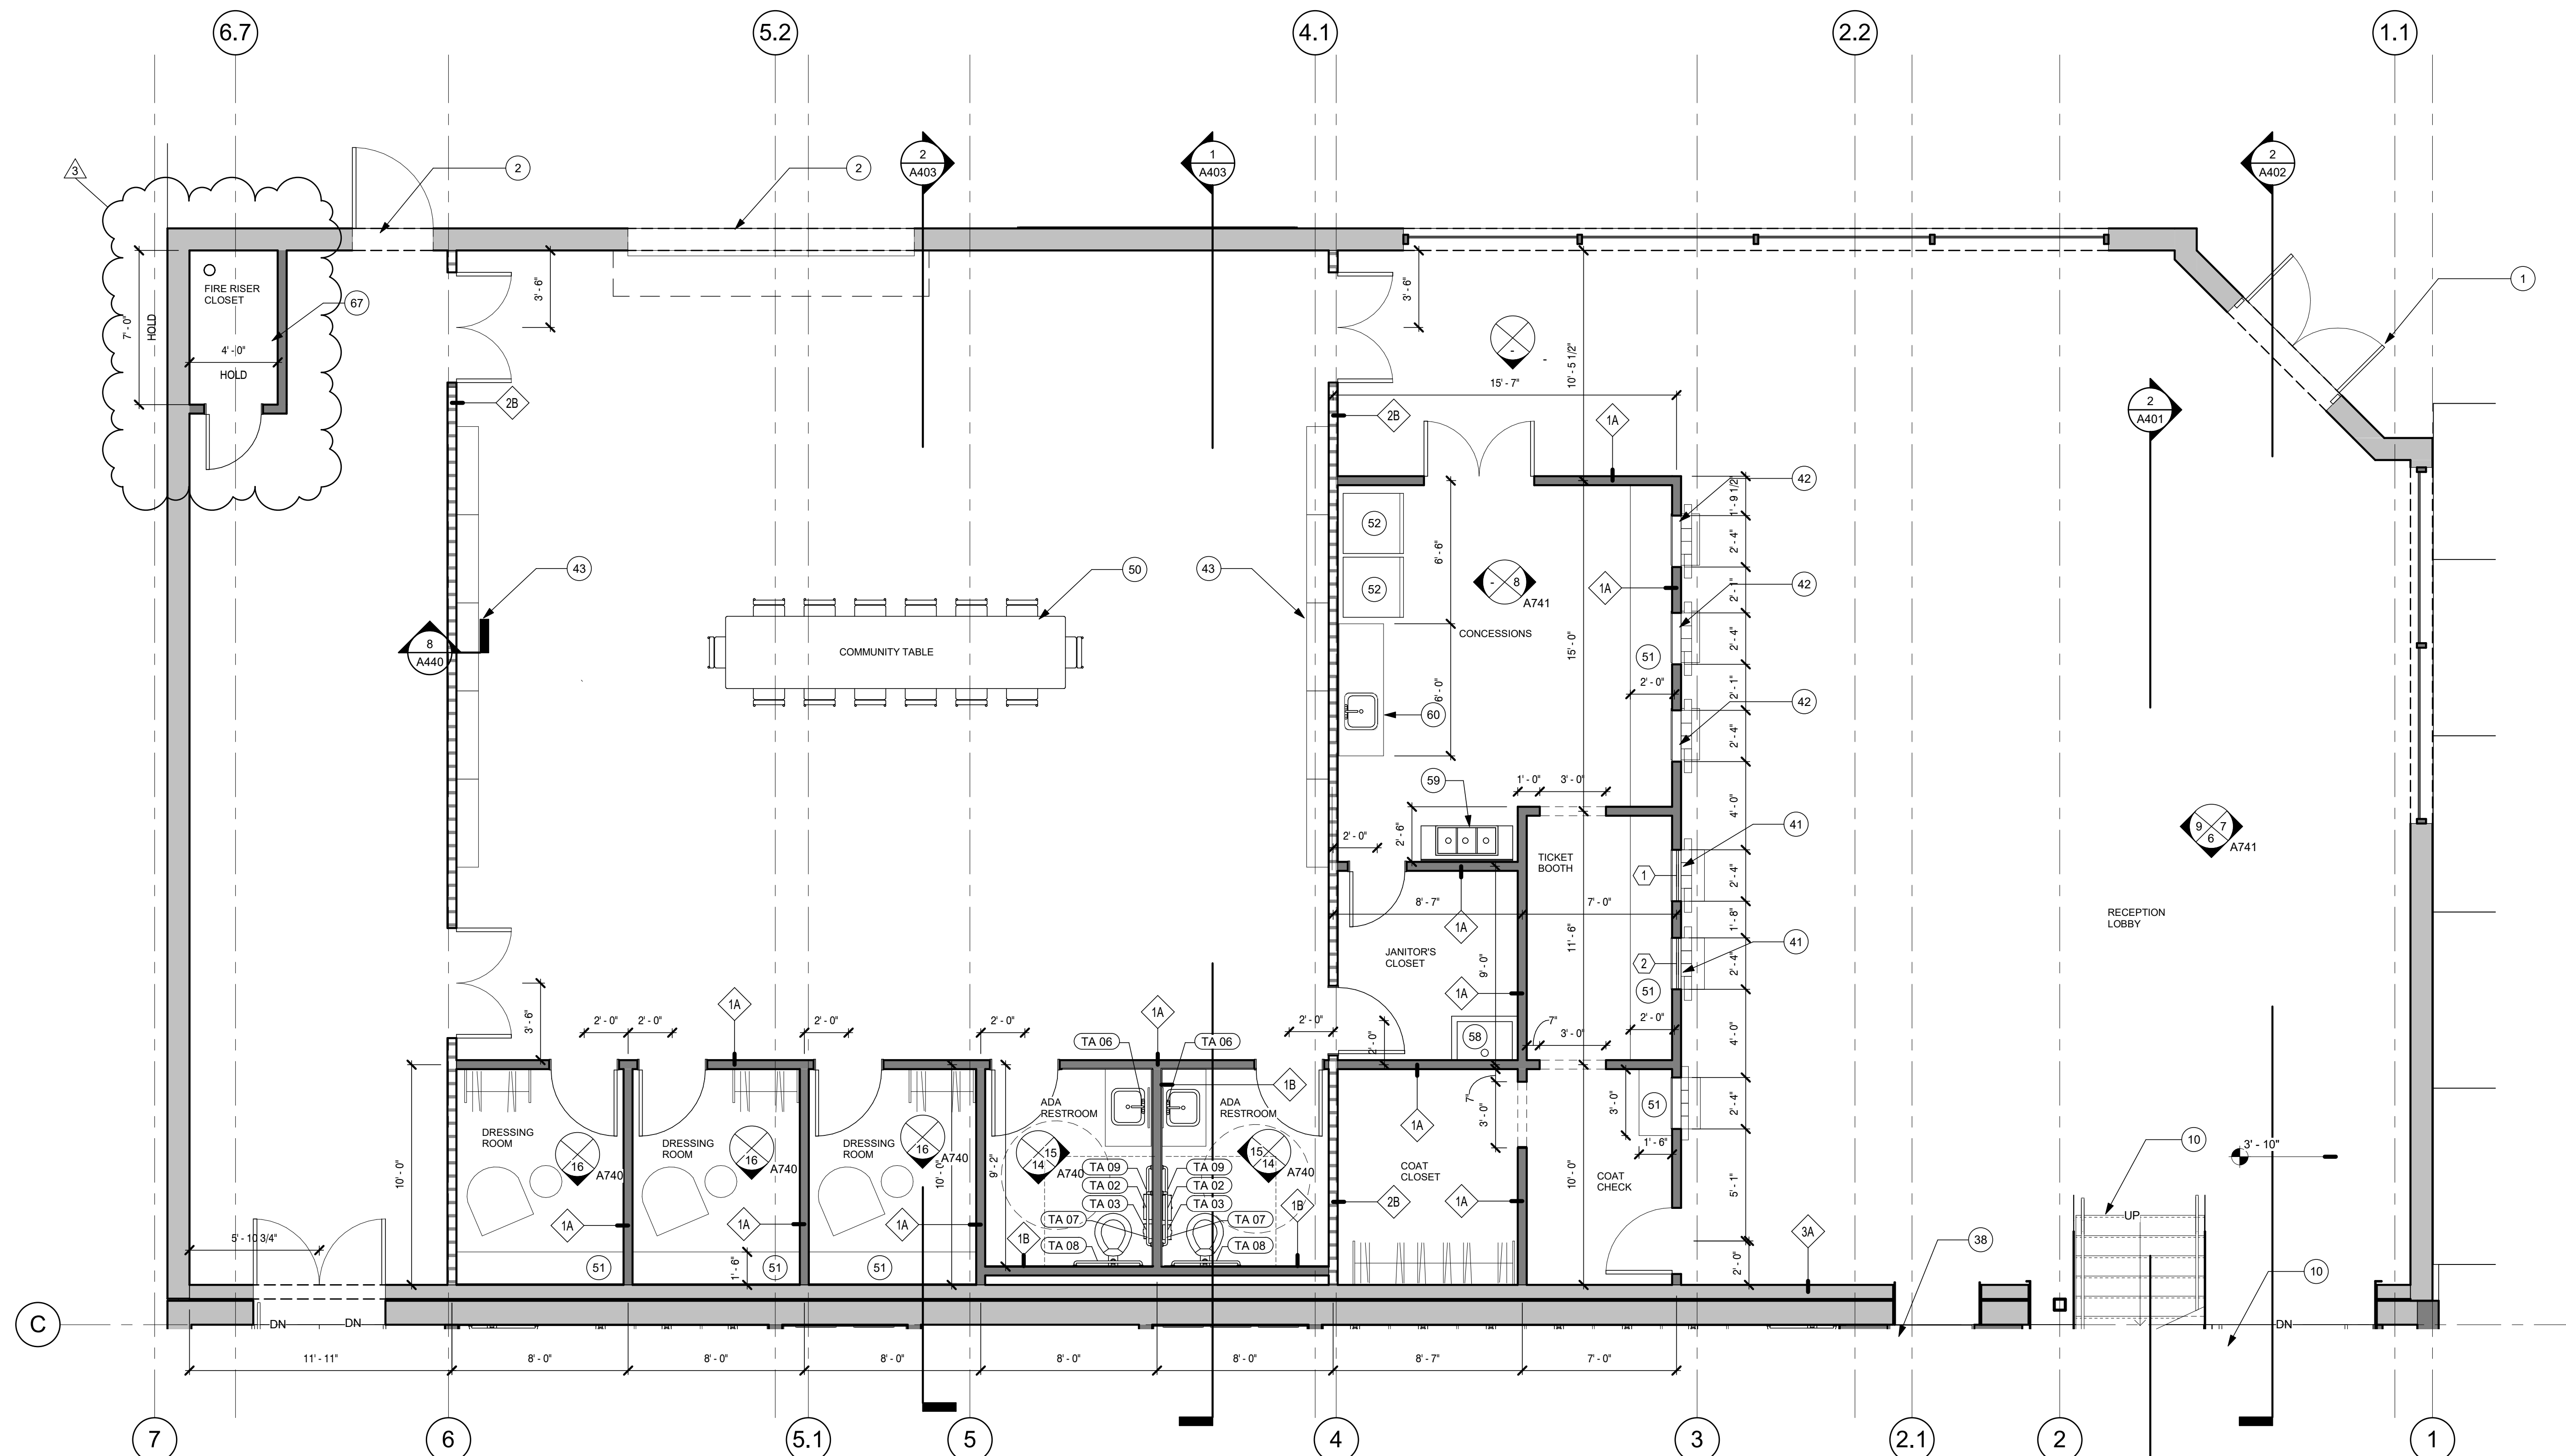 6.7
5.2
4.1
2.2
1.1
3
2
2
2
A403
1
A403
2
A402
1
FIRE RISER
CLOSET
67
7' - 0"
HOLD
4' - 0"
HOLD
3' - 6"
3' - 6"
2B
2B
-
-
10' - 5 1/2"
15' - 7"
1A
2
A401
42
1' - 9 1/2"
52
52
6' - 6"
2' - 4"
43
50
43
- 8
A741
1A
42
2' - 1"
8
A440
COMMUNITY TABLE
CONCESSIONS
15' - 0"
51
2' - 4"
2' - 0"
2' - 1"
42
6' - 0"
60
2' - 4"
59
1' - 0"
3' - 0"
4' - 0"
2' - 0"
2' - 6"
41
9 7
6
A741
TICKET
BOOTH
1
2' - 4"
8' - 7"
7' - 0"
1A
1' - 8"
RECEPTION
LOBBY
11' - 6"
JANITOR'S
CLOSET
9' - 0"
41
2
2' - 4"
1A
51
1A
1A
3' - 6"
2' - 0"
2' - 0"
2' - 0"
2' - 0"
2' - 0"
2' - 0"
58
7"
3' - 0"
2' - 0"
4' - 0"
TA 06
TA 06
1B
10' - 0"
9' - 2"
ADA
RESTROOM
ADA
RESTROOM
7"
3' - 0"
1A
3' - 0"
51
2' - 4"
1' - 6"
DRESSING
ROOM
16
A740
DRESSING
ROOM
16
A740
DRESSING
ROOM
16
A740
10' - 0"
15
14
A740
15
14
A740
TA 09
TA 02
TA 03
TA 07
TA 08
TA 09
TA 02
TA 03
TA 07
TA 08
10
3' - 10"
COAT
CLOSET
COAT
CHECK
10' - 0"
5' - 1"
1A
1A
1A
1B
1B
2B
1A
3A
UP
38
5' - 10 3/4"
51
1' - 6"
51
51
2' - 0"
10
C
DN
DN
DN
11' - 11"
8' - 0"
8' - 0"
8' - 0"
8' - 0"
8' - 0"
8' - 7"
7' - 0"
7
6
5.1
5
4
3
2.1
2
1